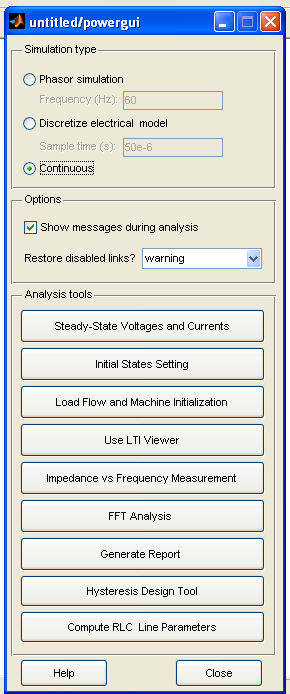 untitled/powergui
Simulation type
Phasor simulation
Frequency (Hz): 60
Discretize electrical model
Sample time (s): 50e-6
Continuous
Options
Show messages during analysis
Restore disabled links? warning
Analysis tools
Steady-State Voltages and Currents
Initial States Setting
Load Flow and Machine Initialization
Use LTI Viewer
Impedance vs Frequency Measurement
FFT Analysis
Generate Report
Hysteresis Design Tool
Compute RLC Line Parameters
Help Close